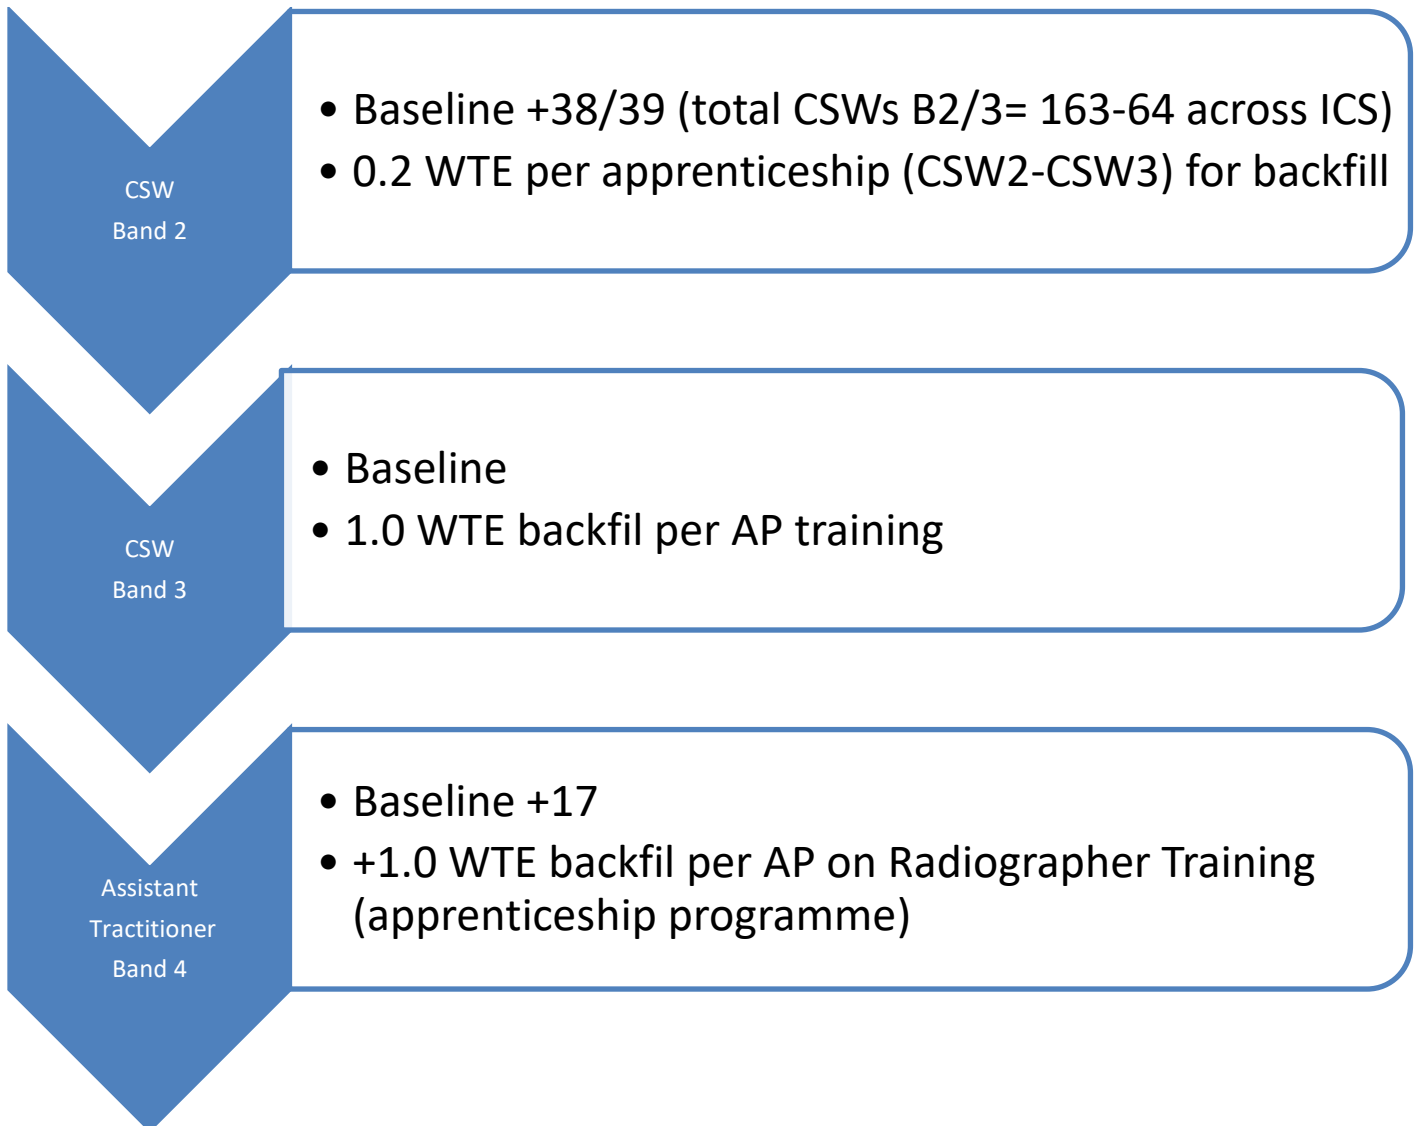 CSW
Band 2
• Baseline +38/39 (total CSWs B2/3= 163-64 across ICS)
• 0.2 WTE per apprenticeship (CSW2-CSW3) for backfill
CSW
Band 3
• Baseline
• 1.0 WTE backfil per AP training
Assistant
Tractitioner
Band 4
• Baseline +17
• +1.0 WTE backfil per AP on Radiographer Training
(apprenticeship programme)